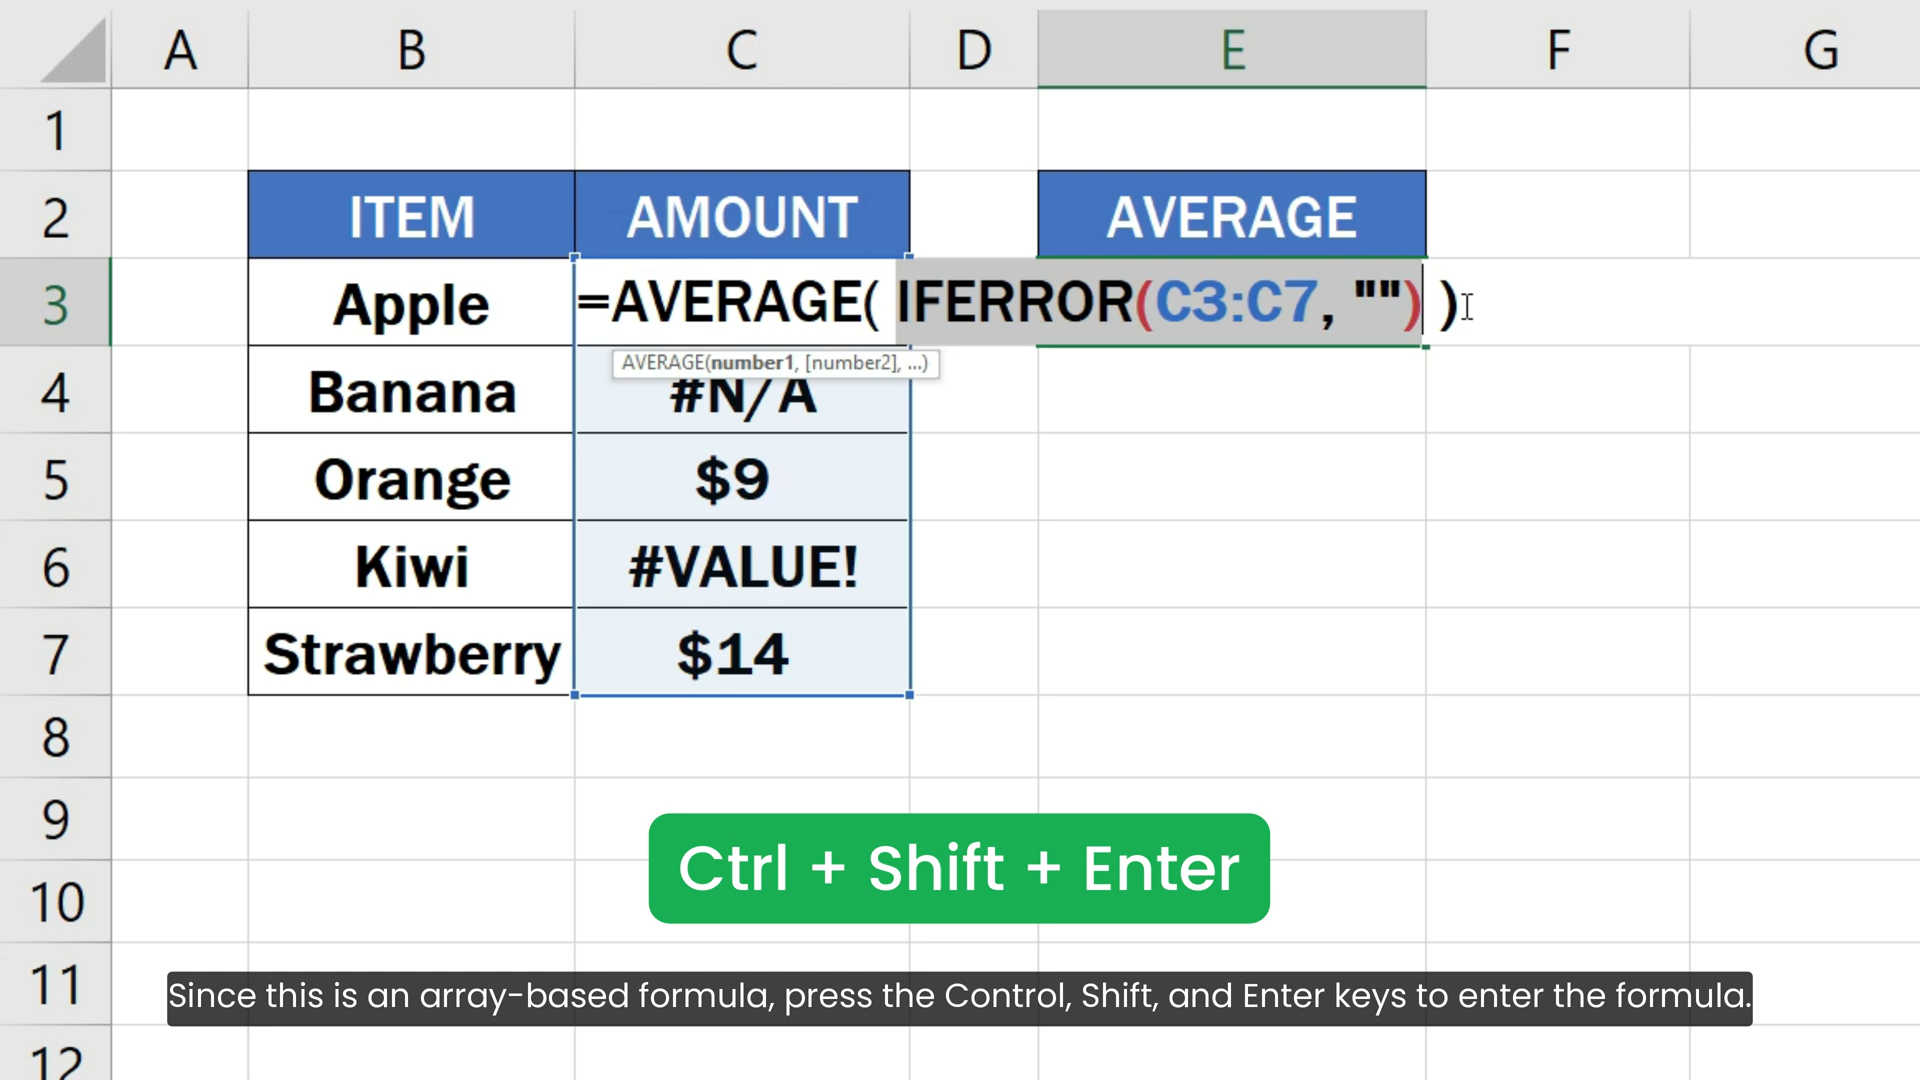 A B C D E F G
1
2 ITEM AMOUNT AVERAGE
3 Apple =AVERAGE( IFERROR(C3:C7, "") )
AVERAGE(number1, [number2], ...)
4 Banana #N/A
5 Orange $9
6 Kiwi #VALUE!
7 Strawberry $14
8
9
Ctrl + Shift + Enter
10
11
Since this is an array-based formula, press the Control, Shift, and Enter keys to enter the formula.
12